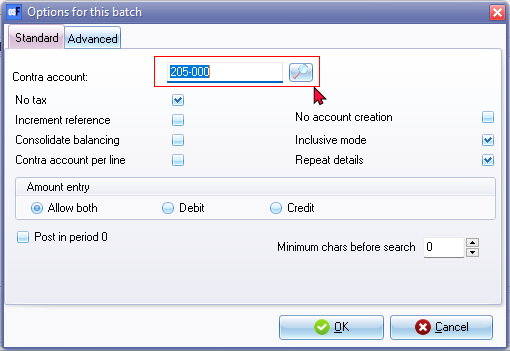 Options for this batch
Standard Advanced
Contra account: 205-000
No tax
Increment reference No account creation
Consolidate balancing Inclusive mode
Contra account per line Repeat details
Amount entry
Allow both Debit Credit
Post in period 0
Minimum chars before search 0
OK Cancel